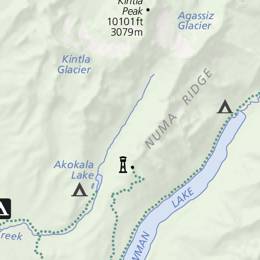 Kintla
Peak
10101ft
3079m
Agassiz
Glacier
Kintla
Glacier
NUMA RIDGE
Akokala
Lake
LAKE